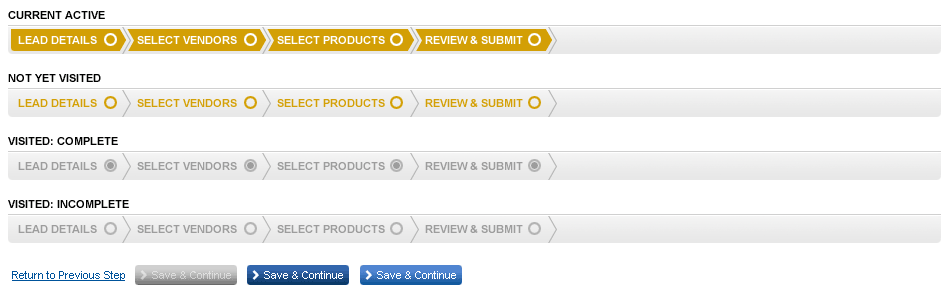 CURRENT ACTIVE
LEAD DETAILS SELECT VENDORS SELECT PRODUCTS REVIEW & SUBMIT
NOT YET VISITED
LEAD DETAILS SELECT VENDORS SELECT PRODUCTS REVIEW & SUBMIT
VISITED: COMPLETE
LEAD DETAILS SELECT VENDORS SELECT PRODUCTS REVIEW & SUBMIT
VISITED: INCOMPLETE
LEAD DETAILS SELECT VENDORS SELECT PRODUCTS REVIEW & SUBMIT
Return to Previous Step Save & Continue Save & Continue Save & Continue